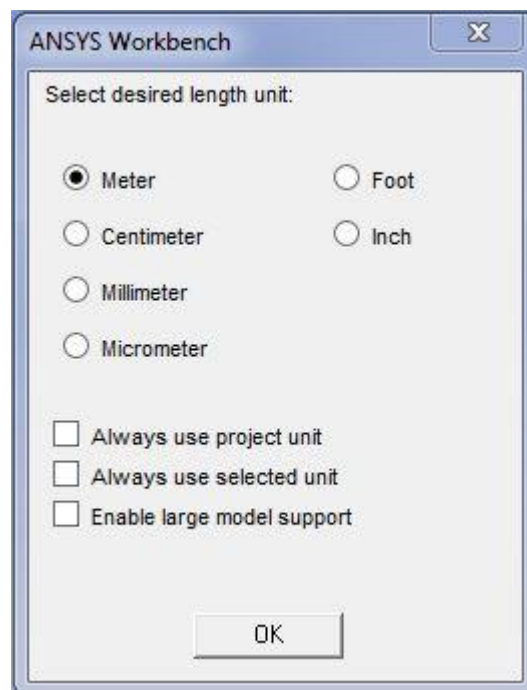 ANSYS Workbench
Select desired length unit:
Meter
Foot
Centimeter
Inch
Millimeter
Micrometer
Always use project unit
Always use selected unit
Enable large model support
OK